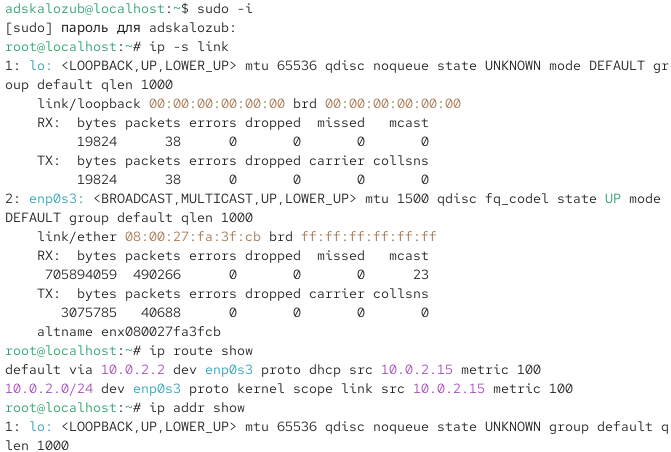 adskalozub@localhost:~$ sudo -i
[sudo] пароль для adskalozub:
root@localhost:~# ip -s link
1: lo: <LOOPBACK,UP,LOWER_UP> mtu 65536 qdisc noqueue state UNKNOWN mode DEFAULT gr
oup default qlen 1000
    link/loopback 00:00:00:00:00:00 brd 00:00:00:00:00:00
    RX:  bytes packets errors dropped  missed   mcast
         19824      38      0       0       0       0
    TX:  bytes packets errors dropped carrier collsns
         19824      38      0       0       0       0
2: enp0s3: <BROADCAST,MULTICAST,UP,LOWER_UP> mtu 1500 qdisc fq_codel state UP mode
DEFAULT group default qlen 1000
    link/ether 08:00:27:fa:3f:cb brd ff:ff:ff:ff:ff:ff
    RX:  bytes packets errors dropped  missed   mcast
     705894059  490266      0       0       0      23
    TX:  bytes packets errors dropped carrier collsns
       3075785   40688      0       0       0       0
    altname enx080027fa3fcb
root@localhost:~# ip route show
default via 10.0.2.2 dev enp0s3 proto dhcp src 10.0.2.15 metric 100
10.0.2.0/24 dev enp0s3 proto kernel scope link src 10.0.2.15 metric 100
root@localhost:~# ip addr show
1: lo: <LOOPBACK,UP,LOWER_UP> mtu 65536 qdisc noqueue state UNKNOWN group default q
len 1000